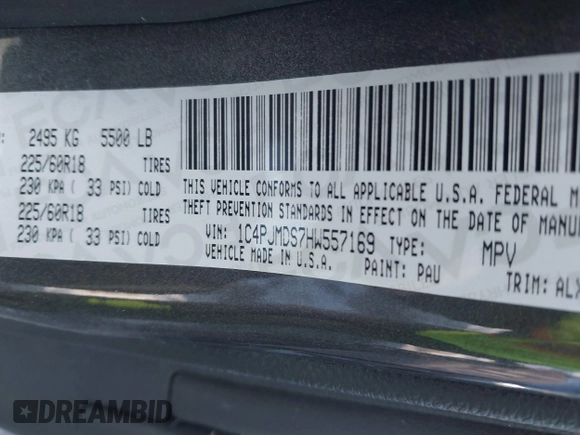 2495 KG 5500 LB
225/60R18 TIRES
230 KPA ( 33 PSI) COLD
225/60R18 TIRES
230 KPA ( 33 PSI) COLD
THIS VEHICLE CONFORMS TO ALL APPLICABLE U.S.A. FEDERAL
THEFT PREVENTION STANDARDS IN EFFECT ON THE DATE OF
VIN: 1C4PJMDS7HW557169 TYPE: MPV
VEHICLE MADE IN U.S.A. PAINT: PAU TRIM: ALX
DREAMBID